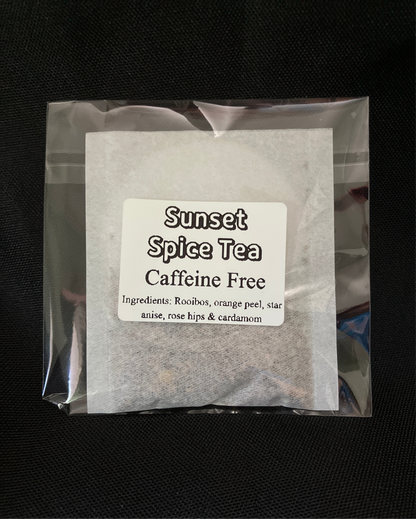 Sunset
Spice Tea
Caffeine Free
Ingredients: Rooibos, orange peel, star
anise, rose hips & cardamom